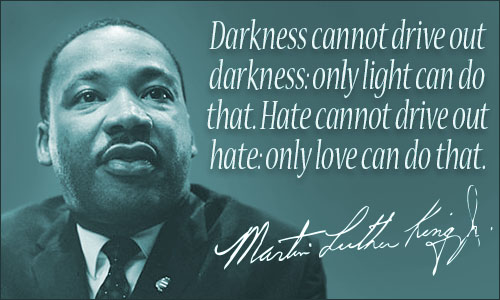 Darkness cannot drive out
darkness: only light can do
that. Hate cannot drive out
hate: only love can do that.
Martin Luther King Jr.